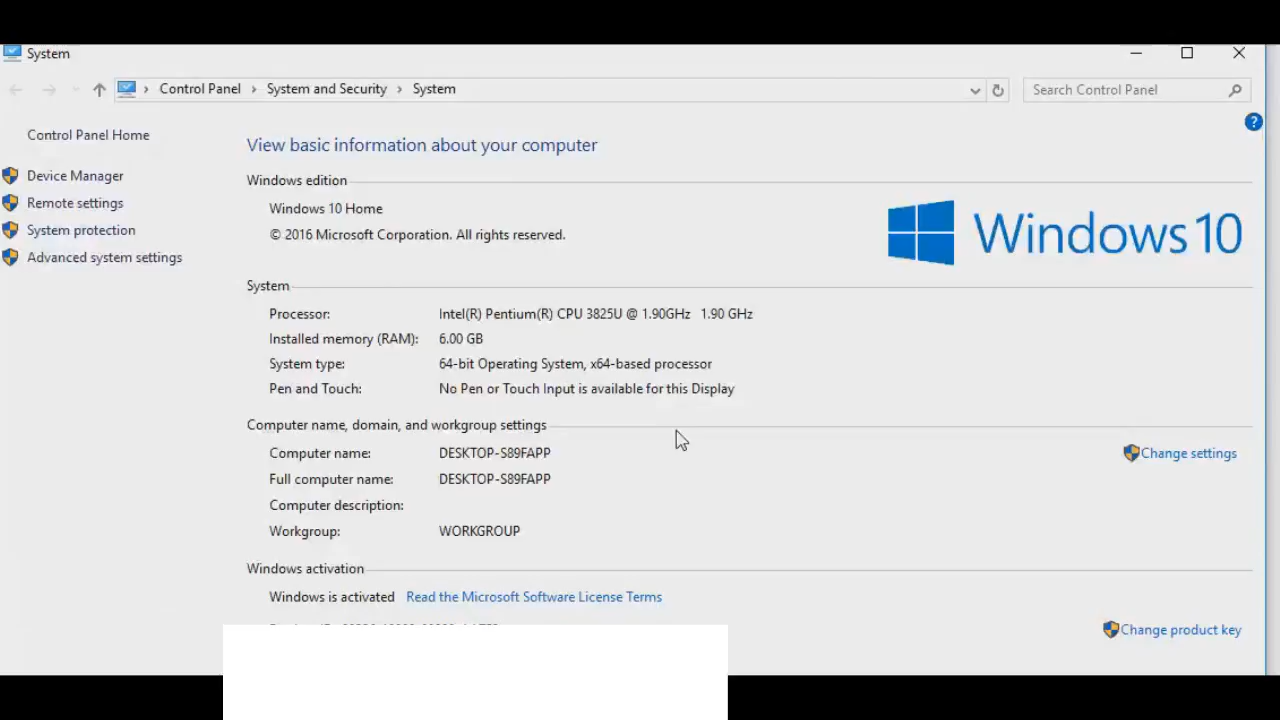 System
Control Panel › System and Security › System
Search Control Panel
Control Panel Home
Device Manager
Remote settings
System protection
Advanced system settings
View basic information about your computer
Windows edition
Windows 10 Home
© 2016 Microsoft Corporation. All rights reserved.
Windows 10
System
Processor: Intel(R) Pentium(R) CPU 3825U @ 1.90GHz 1.90 GHz
Installed memory (RAM): 6.00 GB
System type: 64-bit Operating System, x64-based processor
Pen and Touch: No Pen or Touch Input is available for this Display
Computer name, domain, and workgroup settings
Computer name: DESKTOP-S89FAPP
Change settings
Full computer name: DESKTOP-S89FAPP
Computer description:
Workgroup: WORKGROUP
Windows activation
Windows is activated Read the Microsoft Software License Terms
Change product key